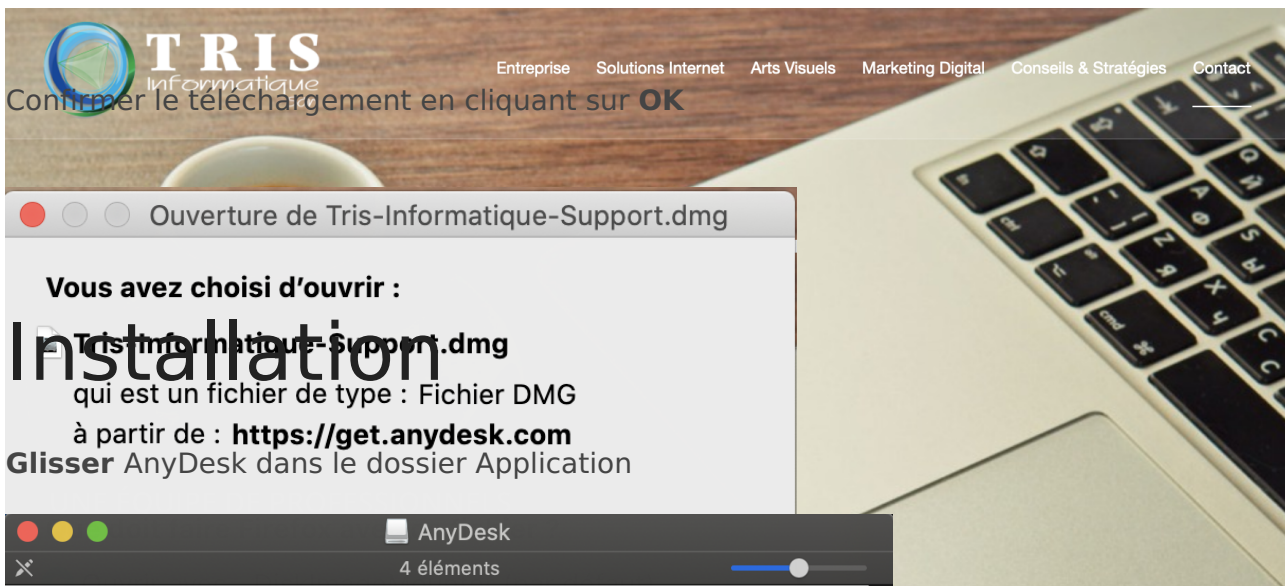 TRIS
Informatique
Entreprise Solutions Internet Arts Visuels Marketing Digital Conseils & Stratégies Contact
Confirmer le téléchargement en cliquant sur OK
Ouverture de Tris-Informatique-Support.dmg
Vous avez choisi d’ouvrir :
Installation
Tris-Informatique-Support.dmg
qui est un fichier de type : Fichier DMG
à partir de : https://get.anydesk.com
Glisser AnyDesk dans le dossier Application
AnyDesk
4 éléments